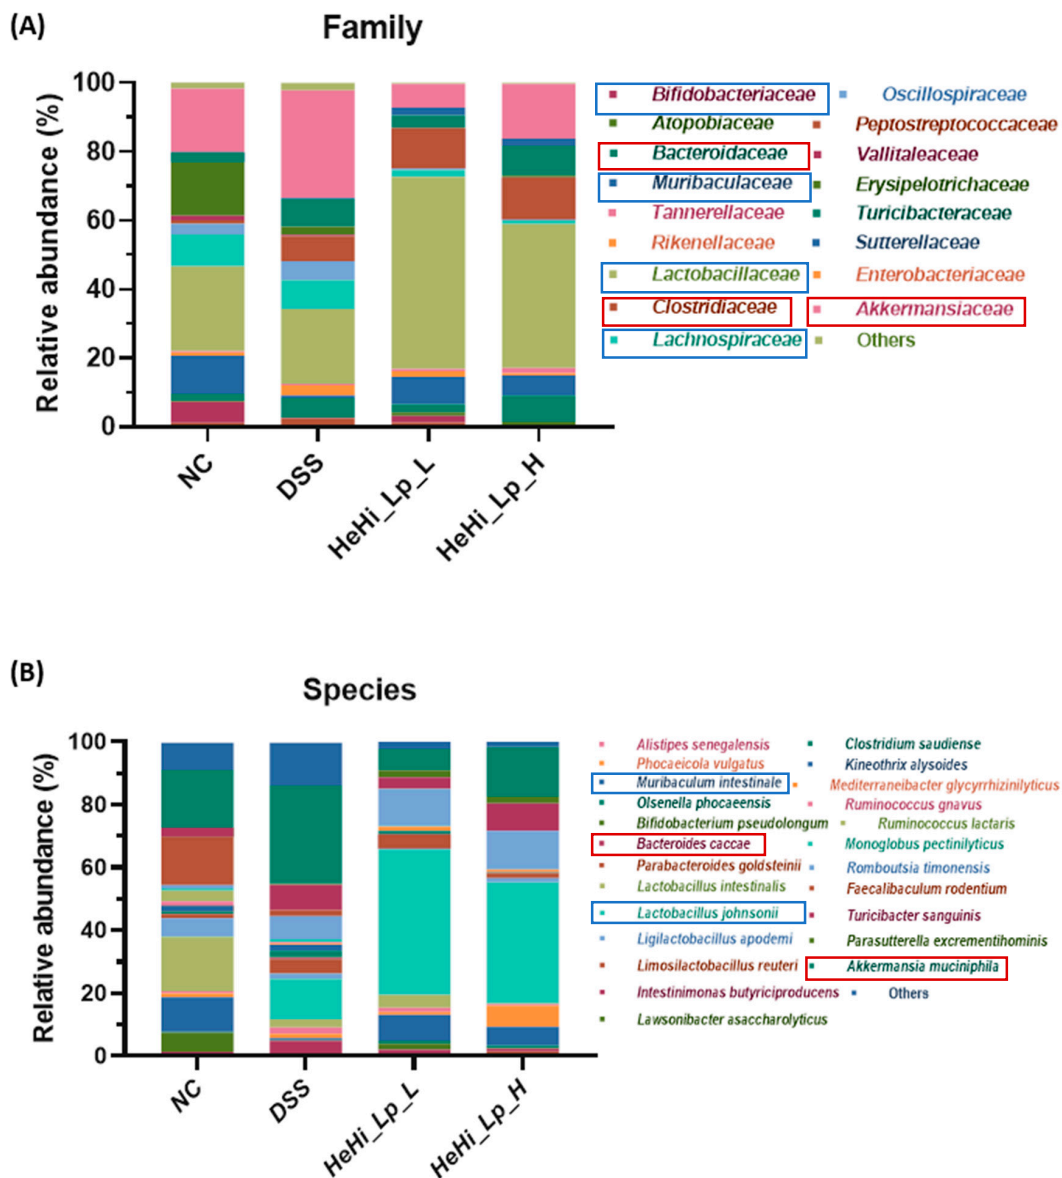 (A)
Family
Relative abundance (%)
100
80
60
40
20
0
NC
DSS
HeHi_Lp_L
HeHi_Lp_H
Bifidobacteriaceae
Oscillospiraceae
Atopobiaceae
Peptostreptococcaceae
Bacteroidaceae
Vallitaleaceae
Muribaculaceae
Erysipelotrichaceae
Tannerellaceae
Turicibacteraceae
Rikenellaceae
Sutterellaceae
Lactobacillaceae
Enterobacteriaceae
Clostridiaceae
Akkermansiaceae
Lachnospiraceae
Others
(B)
Species
Relative abundance (%)
100
80
60
40
20
0
NC
DSS
HeHi_Lp_L
HeHi_Lp_H
Alistipes senegalensis
Clostridium saudiense
Phocaeicola vulgatus
Kineothrix alysoides
Muribaculum intestinale
Mediterraneibacter glycyrrhizinilyticus
Olsenella phocaeensis
Ruminococcus gnavus
Bifidobacterium pseudolongum
Ruminococcus lactaris
Bacteroides caccae
Monoglobus pectinilyticus
Parabacteroides goldsteinii
Romboutsia timonensis
Lactobacillus intestinalis
Faecalibaculum rodentium
Lactobacillus johnsonii
Turicibacter sanguinis
Ligilactobacillus apodemi
Parasutterella excrementihominis
Limosilactobacillus reuteri
Akkermansia muciniphila
Intestinimonas butyriciproducens
Others
Lawsonibacter asaccharolyticus